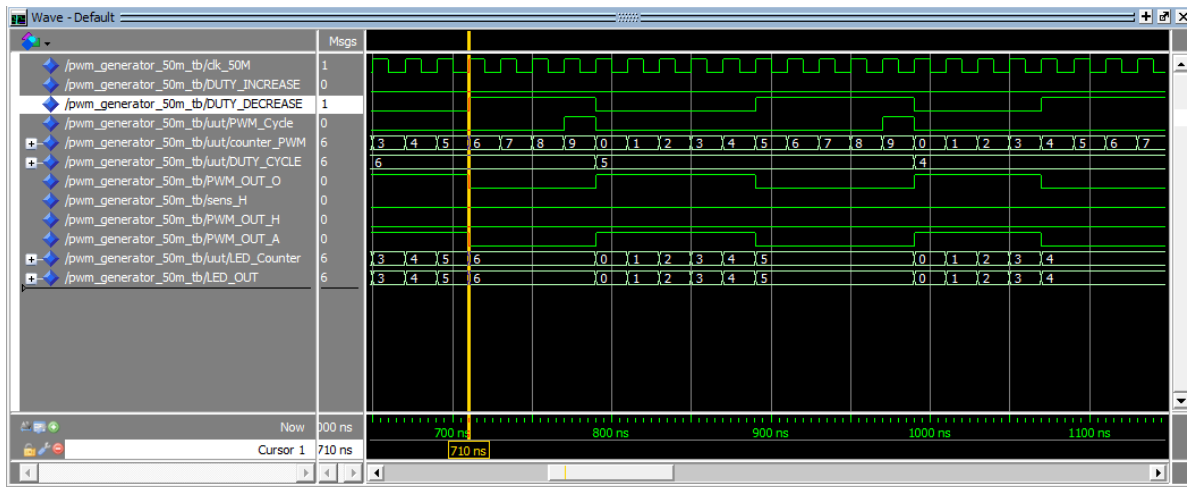 Wave - Default
Msgs
/pwm_generator_50m_tb/clk_50M 1
/pwm_generator_50m_tb/DUTY_INCREASE 0
/pwm_generator_50m_tb/DUTY_DECREASE 1
/pwm_generator_50m_tb/uut/PWM_Cycle 0
/pwm_generator_50m_tb/uut/counter_PWM 6 3 4 5 6 7 8 9 0 1 2 3 4 5 6 7 8 9 0 1 2 3 4 5 6 7
/pwm_generator_50m_tb/uut/DUTY_CYCLE 6 6 5 4
/pwm_generator_50m_tb/PWM_OUT_O 0
/pwm_generator_50m_tb/sens_H 0
/pwm_generator_50m_tb/PWM_OUT_H 0
/pwm_generator_50m_tb/PWM_OUT_A 0
/pwm_generator_50m_tb/uut/LED_Counter 6 3 4 5 6 0 1 2 3 4 5 0 1 2 3 4
/pwm_generator_50m_tb/LED_OUT 6 3 4 5 6 0 1 2 3 4 5 0 1 2 3 4
Now 000 ns 700 ns 800 ns 900 ns 1000 ns 1100 ns
Cursor 1 710 ns 710 ns